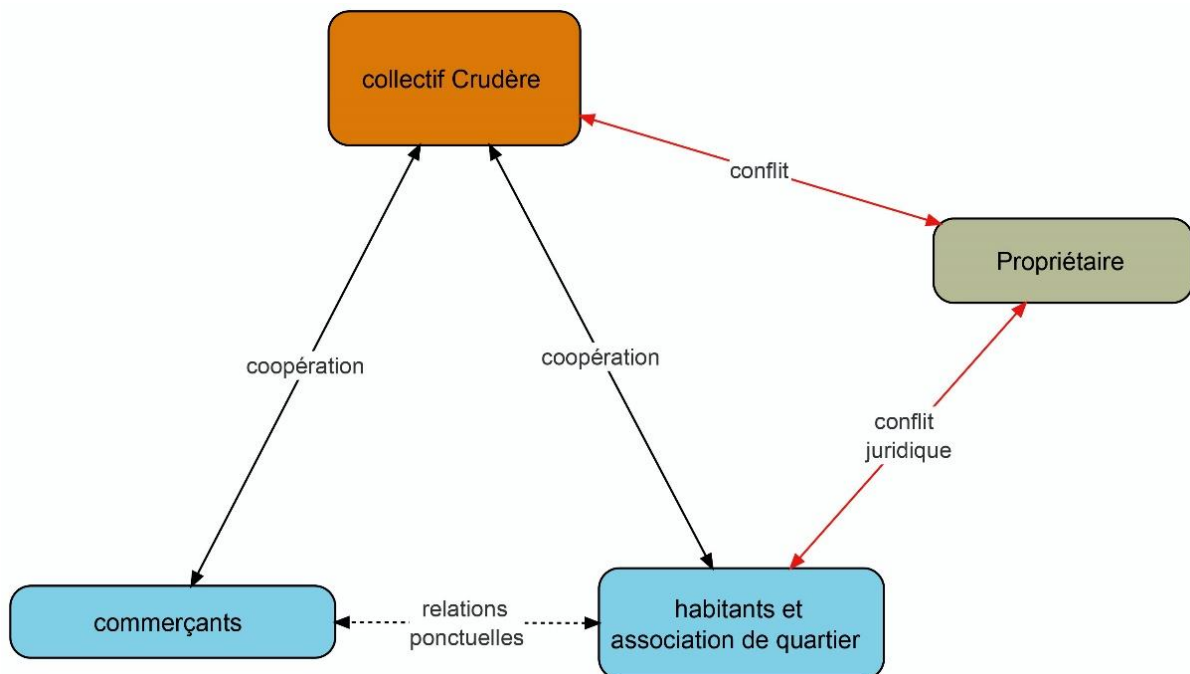 collectif Crudère
conflit
Propriétaire
coopération
coopération
conflit
juridique
commerçants
relations
ponctuelles
habitants et
association de quartier